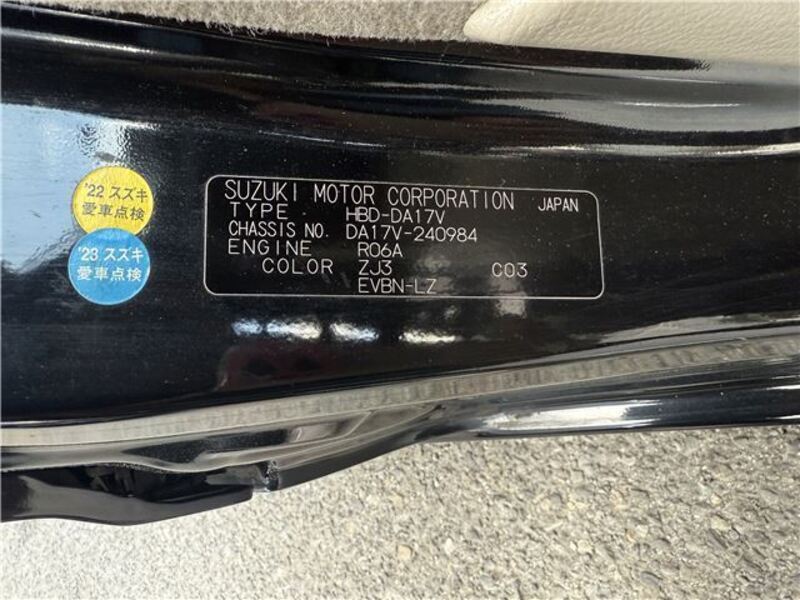 '22 スズキ
愛車点検
'23 スズキ
愛車点検
SUZUKI MOTOR CORPORATION JAPAN
TYPE HBD-DA17V
CHASSIS NO. DA17V-240984
ENGINE R06A
COLOR ZJ3 C03
EVBN-LZ